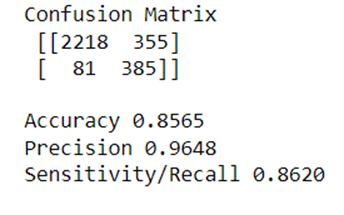 Confusion Matrix
[[2218 355]
[ 81 385]]
Accuracy 0.8565
Precision 0.9648
Sensitivity/Recall 0.8620